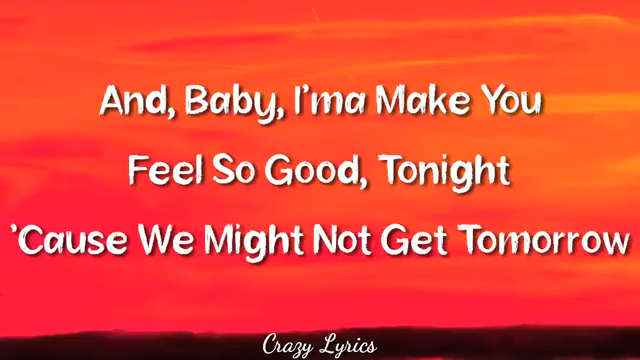 And, Baby, I'ma Make You
Feel So Good, Tonight
'Cause We Might Not Get Tomorrow
Crazy Lyrics